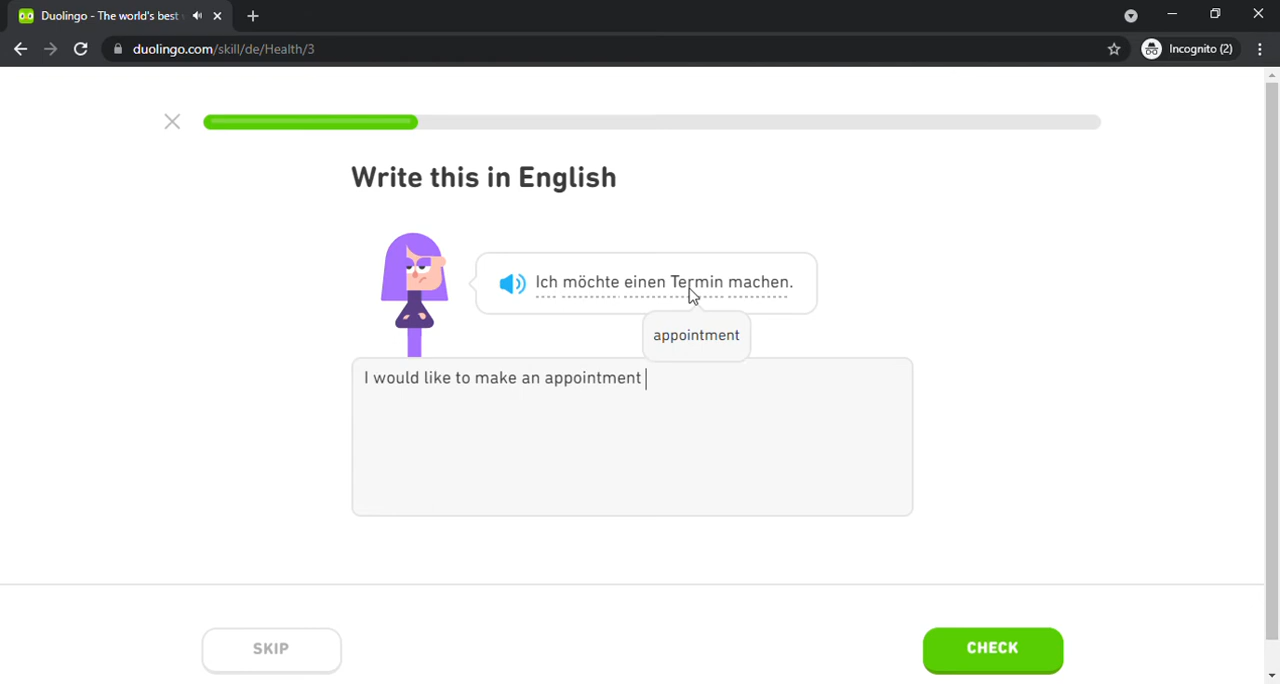 Duolingo - The world's best
duolingo.com/skill/de/Health/3
Incognito (2)
Write this in English
Ich möchte einen Termin machen.
appointment
I would like to make an appointment
SKIP
CHECK